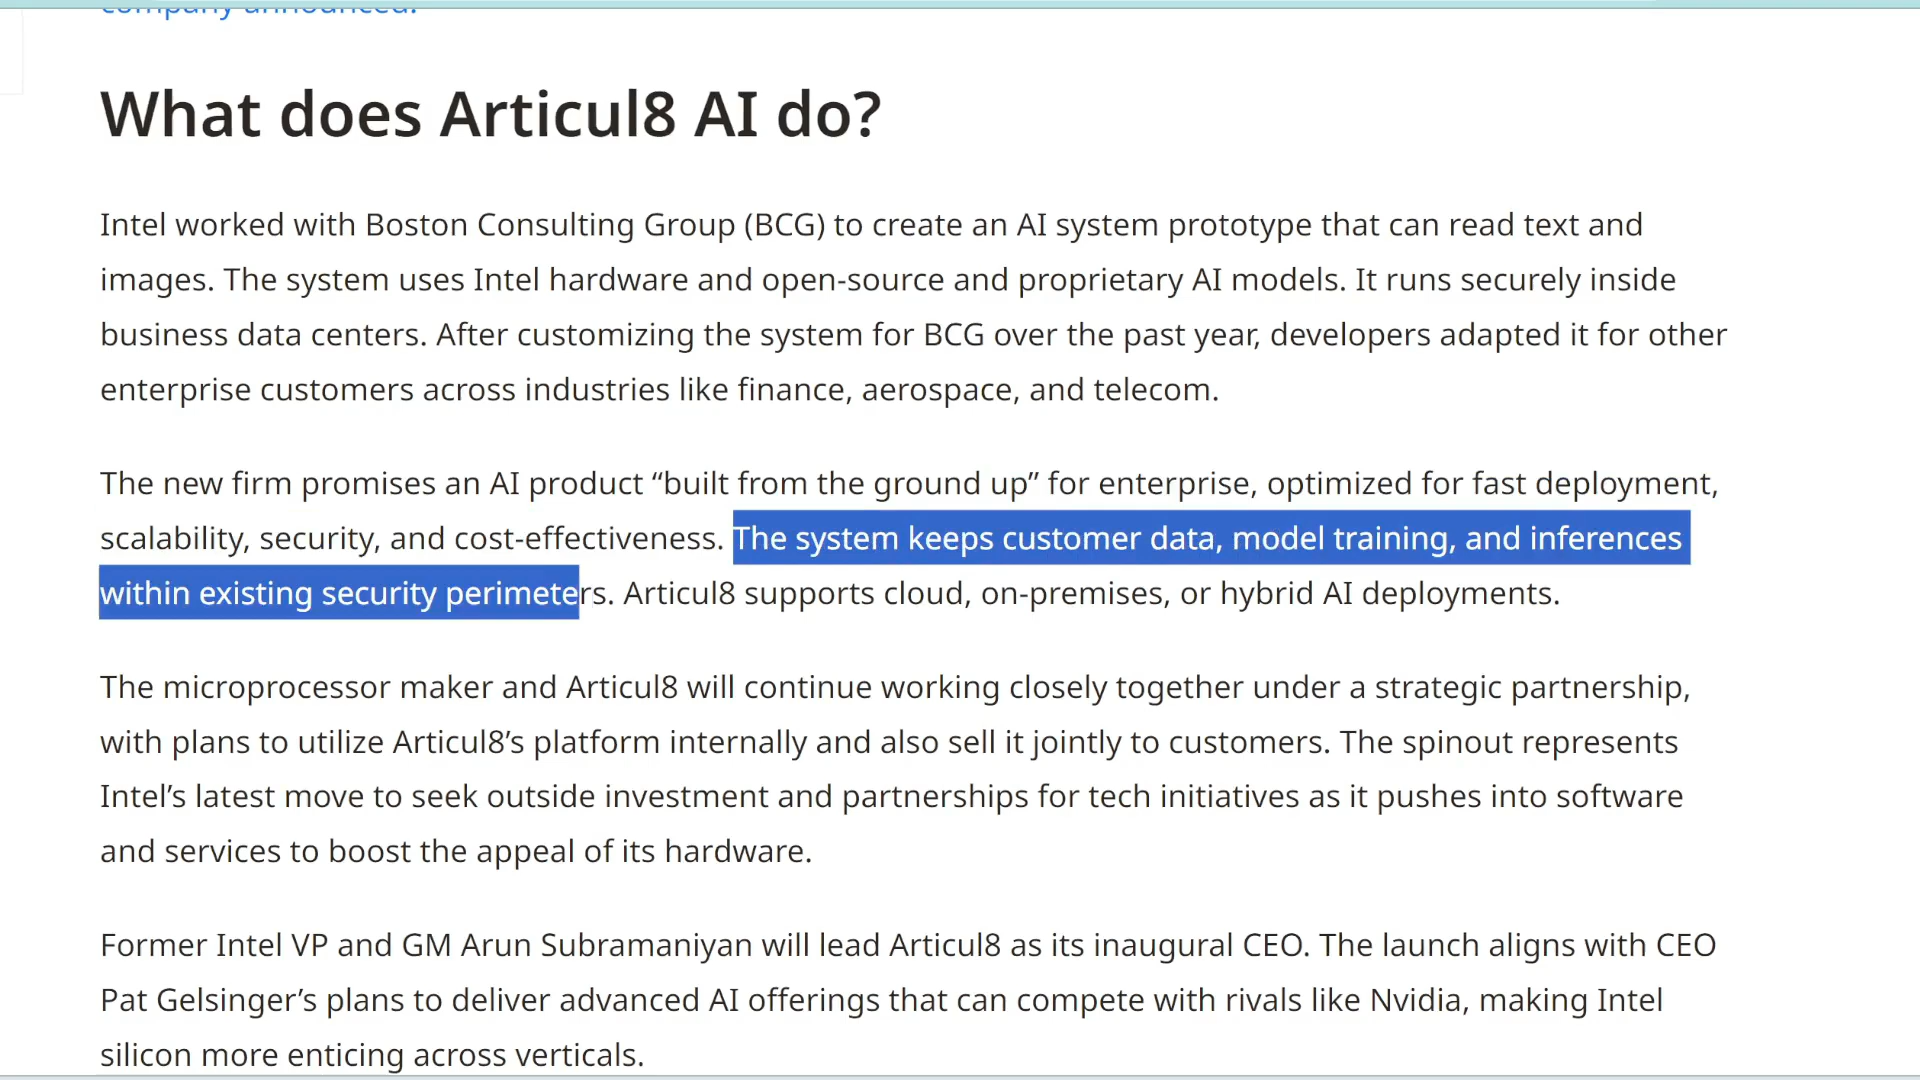 company announced.
What does Articul8 AI do?
Intel worked with Boston Consulting Group (BCG) to create an AI system prototype that can read text and
images. The system uses Intel hardware and open-source and proprietary AI models. It runs securely inside
business data centers. After customizing the system for BCG over the past year, developers adapted it for other
enterprise customers across industries like finance, aerospace, and telecom.
The new firm promises an AI product “built from the ground up” for enterprise, optimized for fast deployment,
scalability, security, and cost-effectiveness. The system keeps customer data, model training, and inferences
within existing security perimeters. Articul8 supports cloud, on-premises, or hybrid AI deployments.
The microprocessor maker and Articul8 will continue working closely together under a strategic partnership,
with plans to utilize Articul8’s platform internally and also sell it jointly to customers. The spinout represents
Intel’s latest move to seek outside investment and partnerships for tech initiatives as it pushes into software
and services to boost the appeal of its hardware.
Former Intel VP and GM Arun Subramaniyan will lead Articul8 as its inaugural CEO. The launch aligns with CEO
Pat Gelsinger’s plans to deliver advanced AI offerings that can compete with rivals like Nvidia, making Intel
silicon more enticing across verticals.